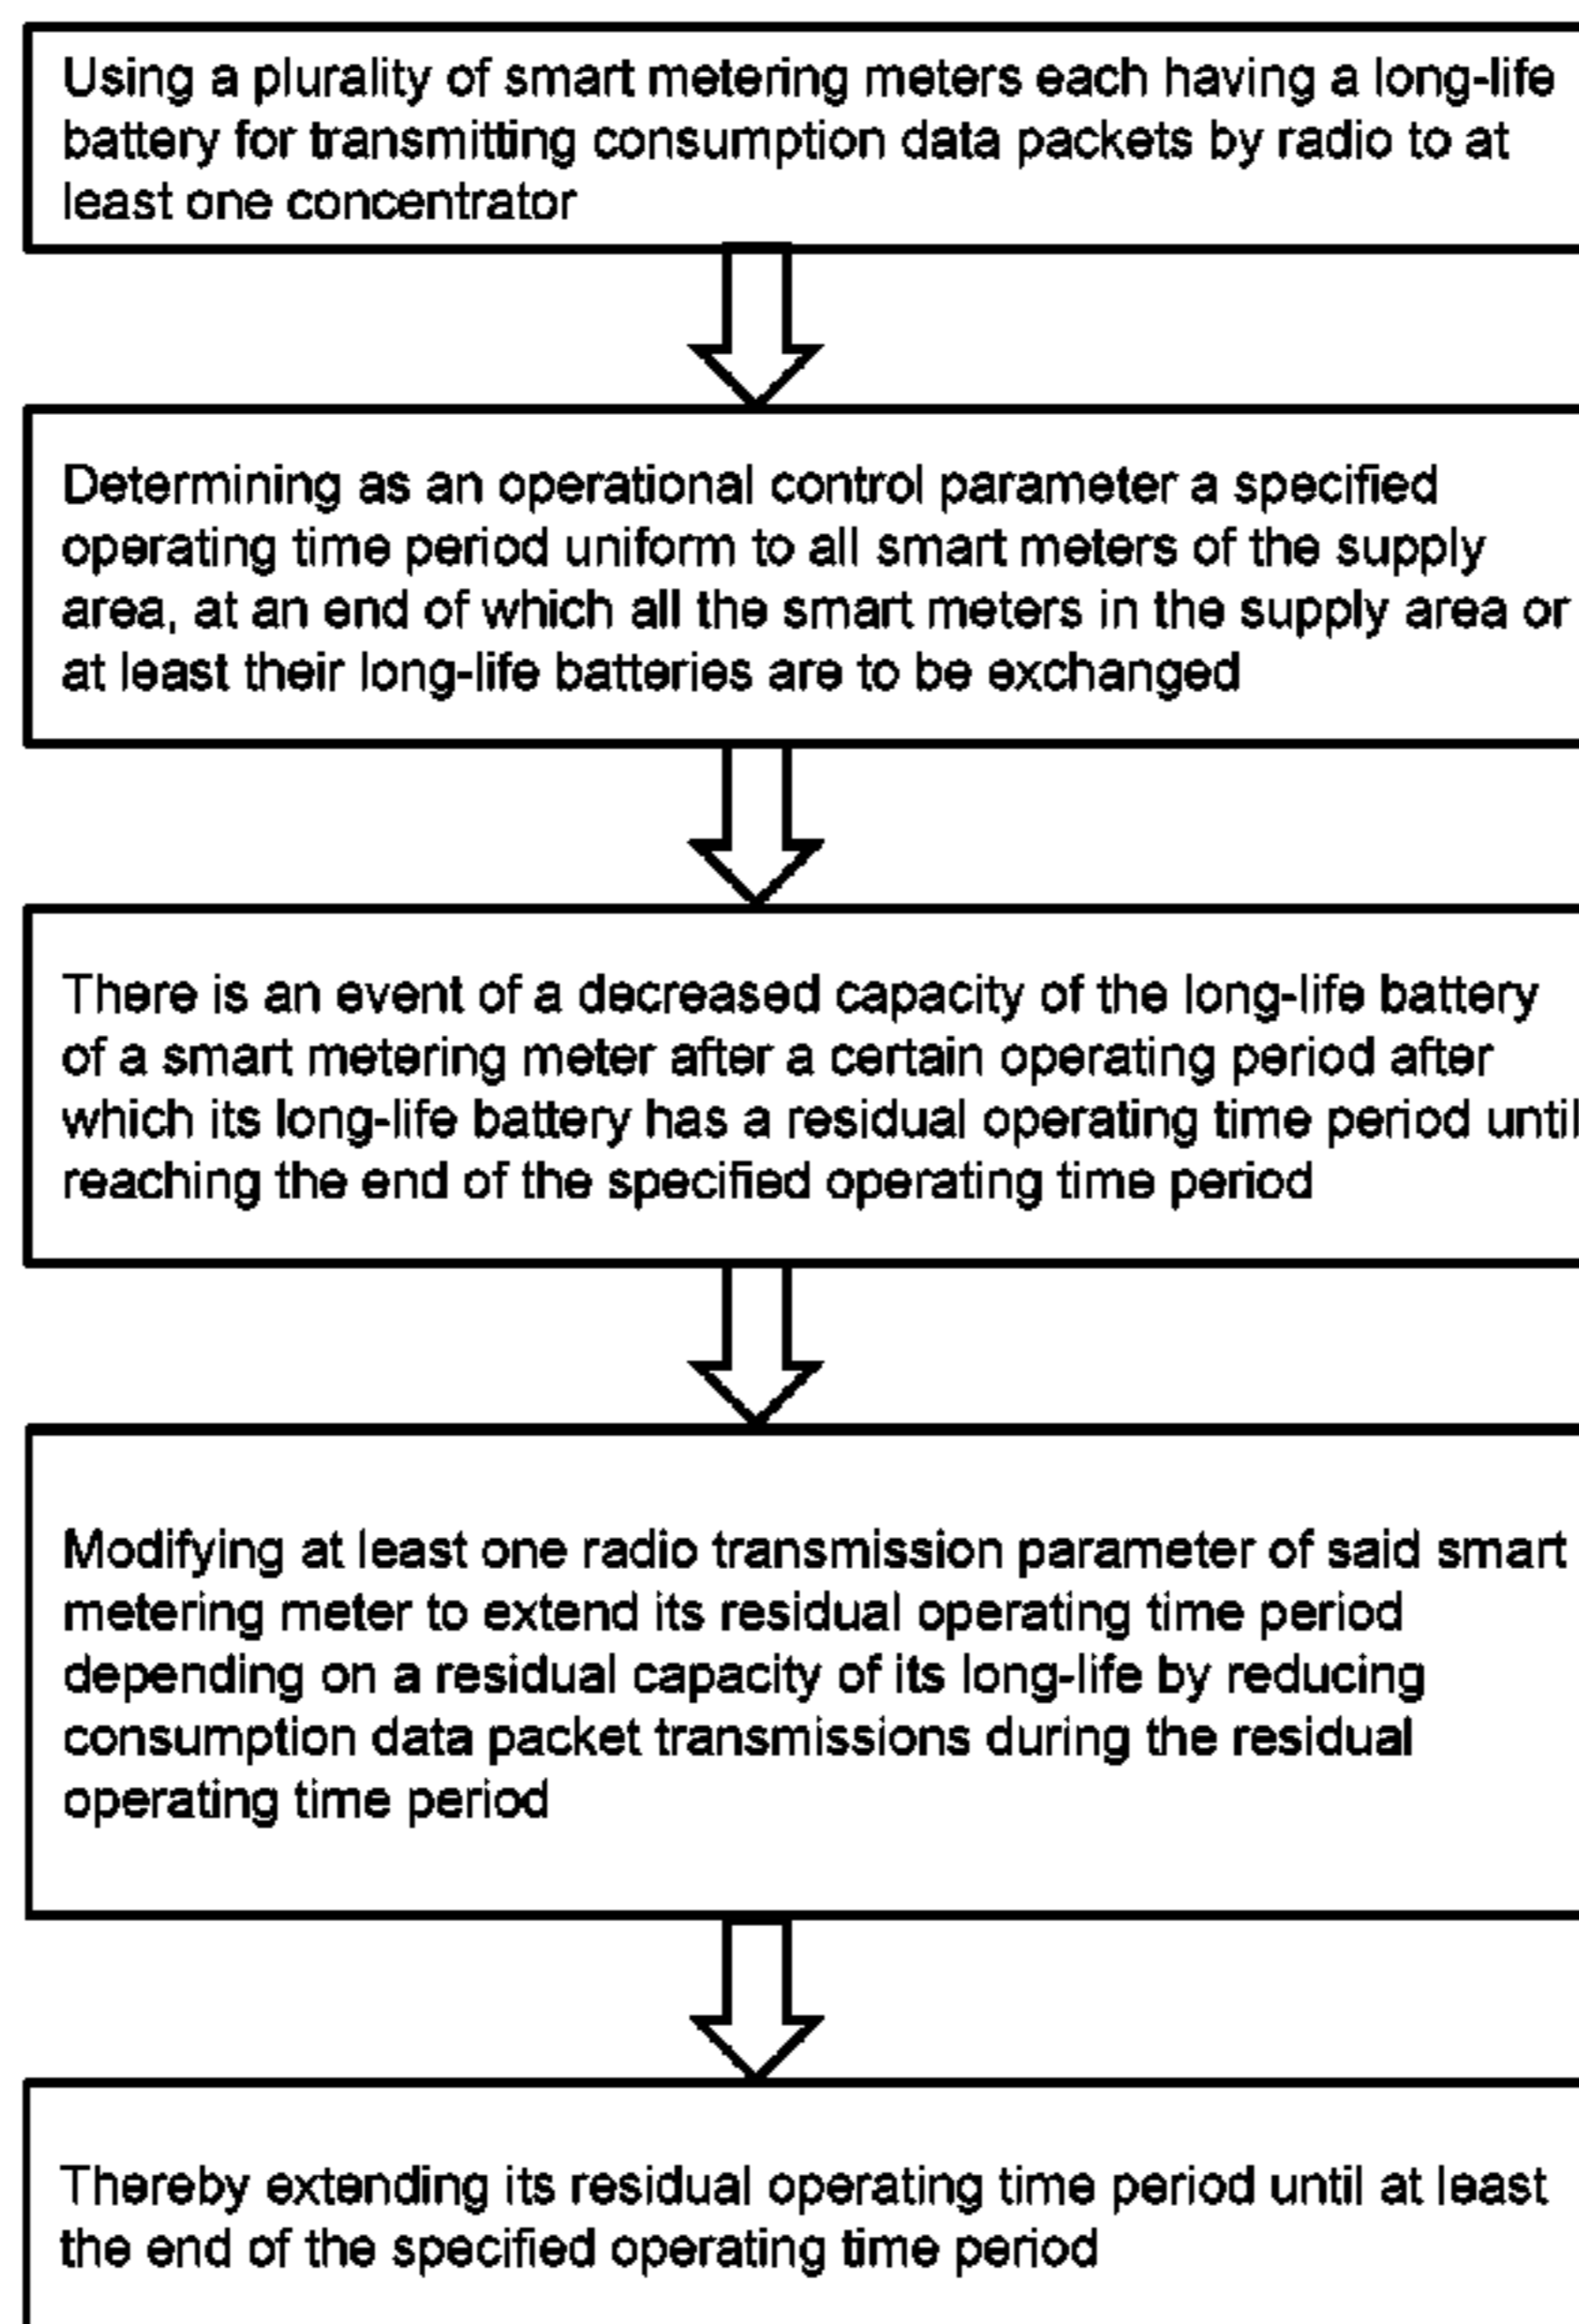 Using a plurality of smart metering meters each having a long-life
battery for transmitting consumption data packets by radio to at
least one concentrator
Determining as an operational control parameter a specified
operating time period uniform to all smart meters of the supply
area, at an end of which all the smart meters in the supply area or
at least their long-life batteries are to be exchanged
There is an event of a decreased capacity of the long-life battery
of a smart metering meter after a certain operating period after
which its long-life battery has a residual operating time period until
reaching the end of the specified operating time period
Modifying at least one radio transmission parameter of said smart
metering meter to extend its residual operating time period
depending on a residual capacity of its long-life by reducing
consumption data packet transmissions during the residual
operating time period
Thereby extending its residual operating time period until at least
the end of the specified operating time period